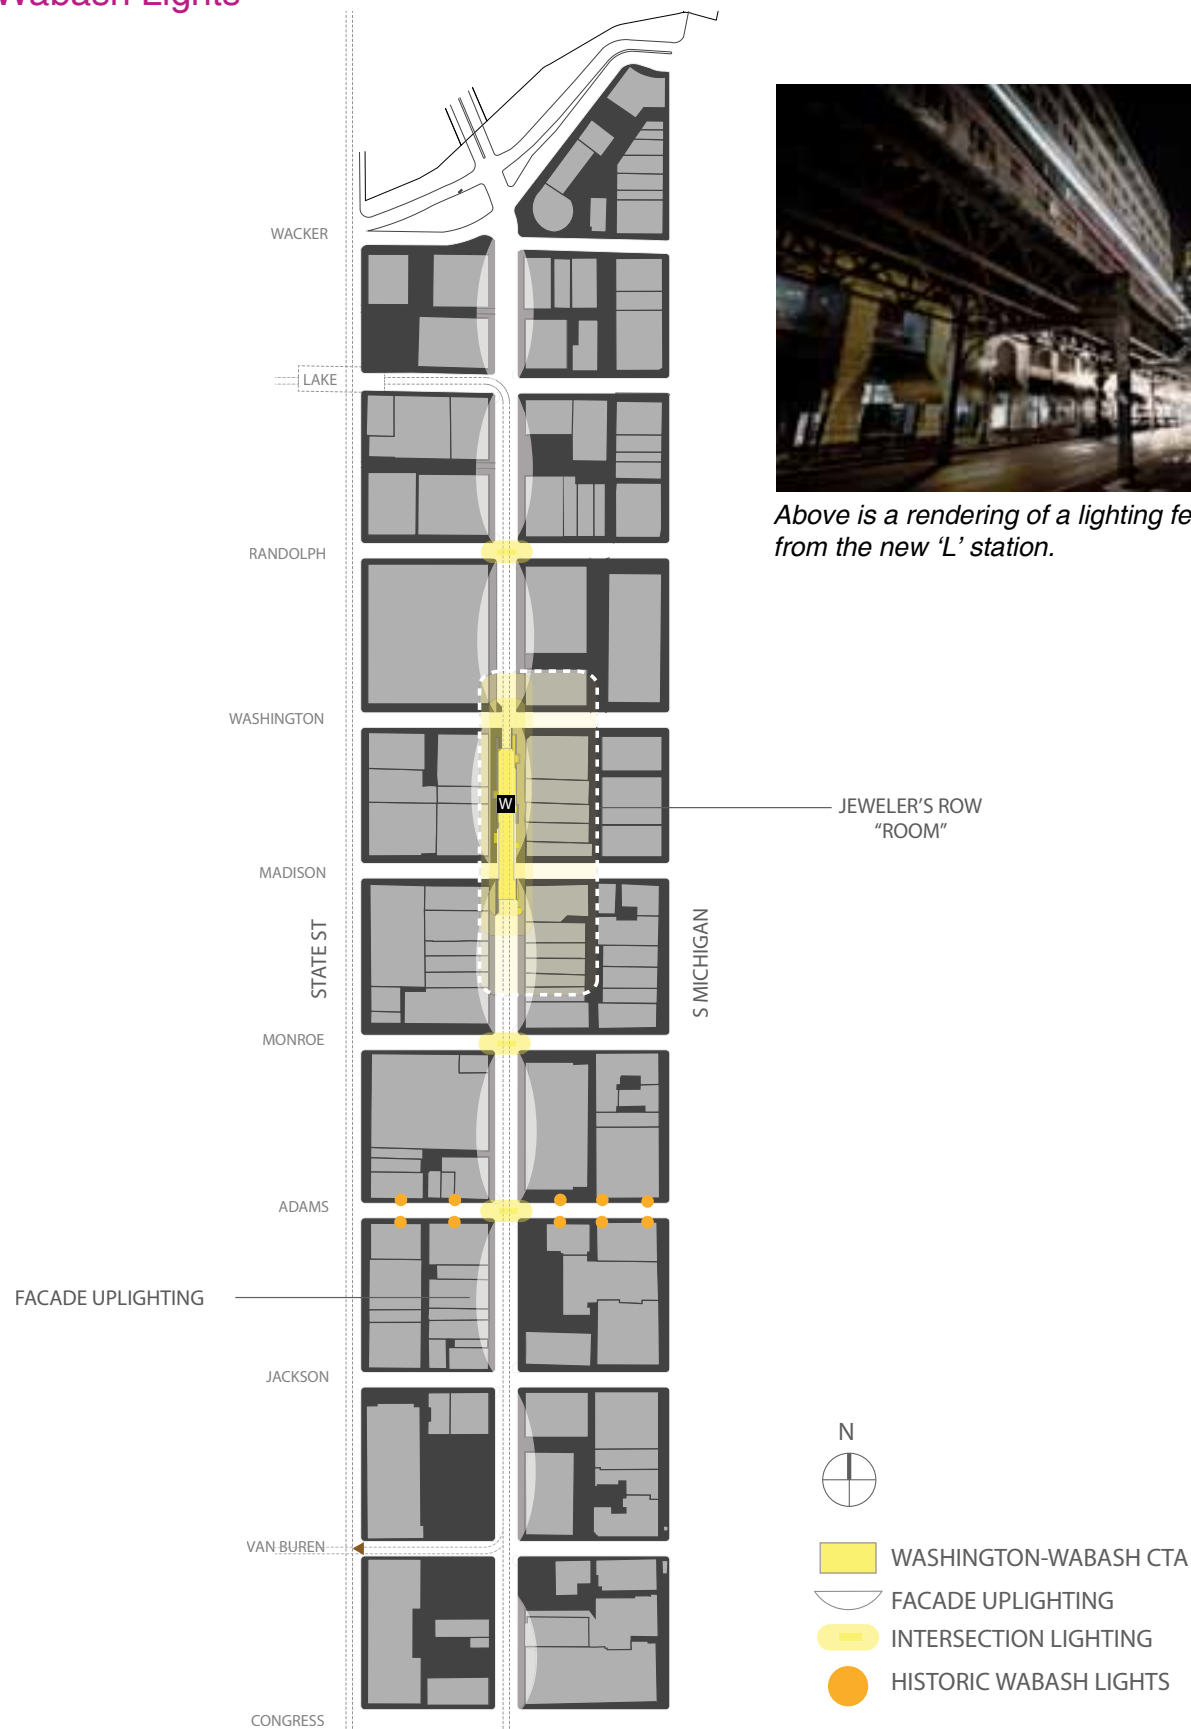 Wabash Lights
WACKER
LAKE
Above is a rendering of a lighting
from the new ‘L’ station.
RANDOLPH
WASHINGTON
W
JEWELER'S ROW
“ROOM”
MADISON
STATE ST
S MICHIGAN
MONROE
ADAMS
FACADE UPLIGHTING
JACKSON
N
VAN BUREN
WASHINGTON-WABASH CTA
FACADE UPLIGHTING
INTERSECTION LIGHTING
HISTORIC WABASH LIGHTS
CONGRESS